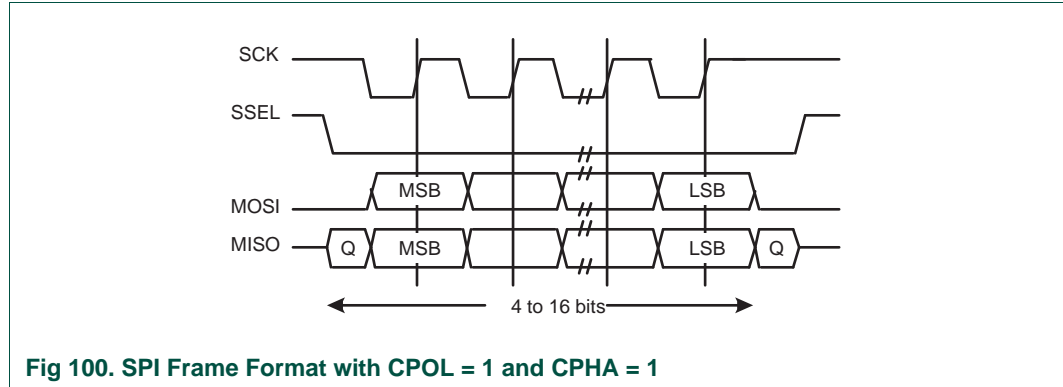 SCK
SSEL
MOSI
MSB
LSB
MISO
Q
MSB
LSB
Q
4 to 16 bits
Fig 100. SPI Frame Format with CPOL = 1 and CPHA = 1